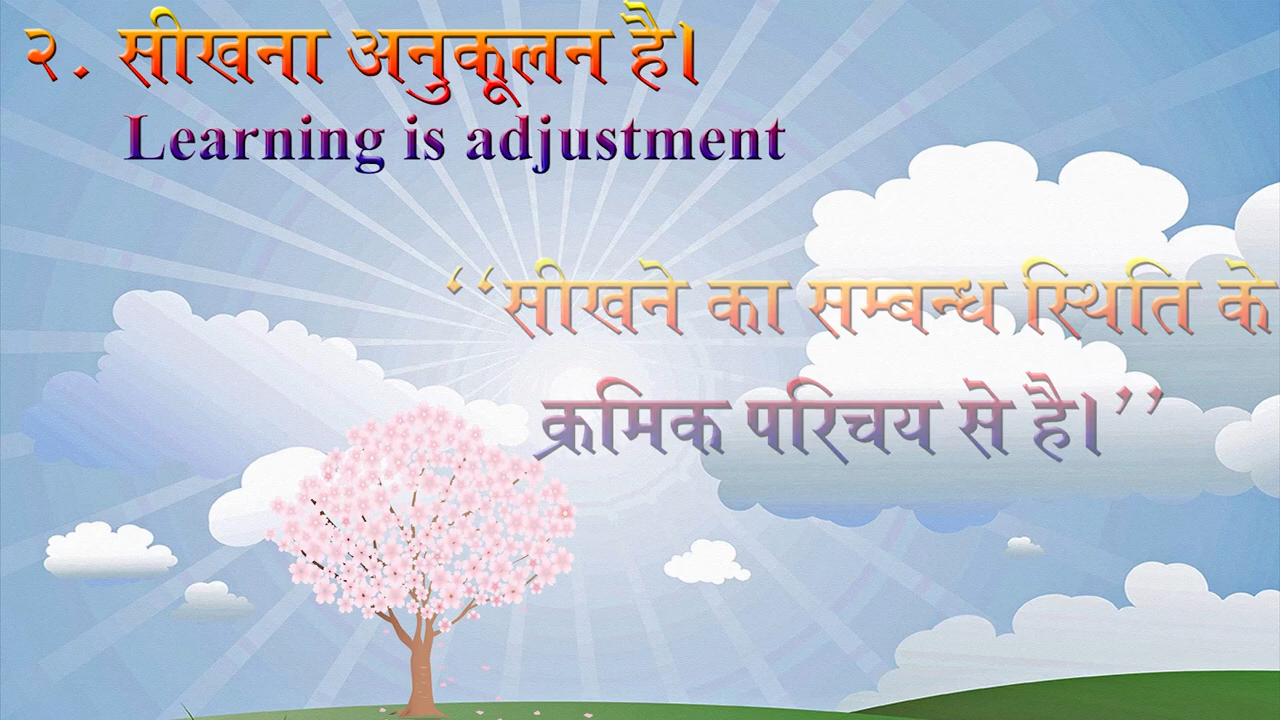 २. सीखना अनुकूलन है।
Learning is adjustment
‘‘सीखने का सम्बन्ध स्थिति के
क्रमिक परिचय से है।’’